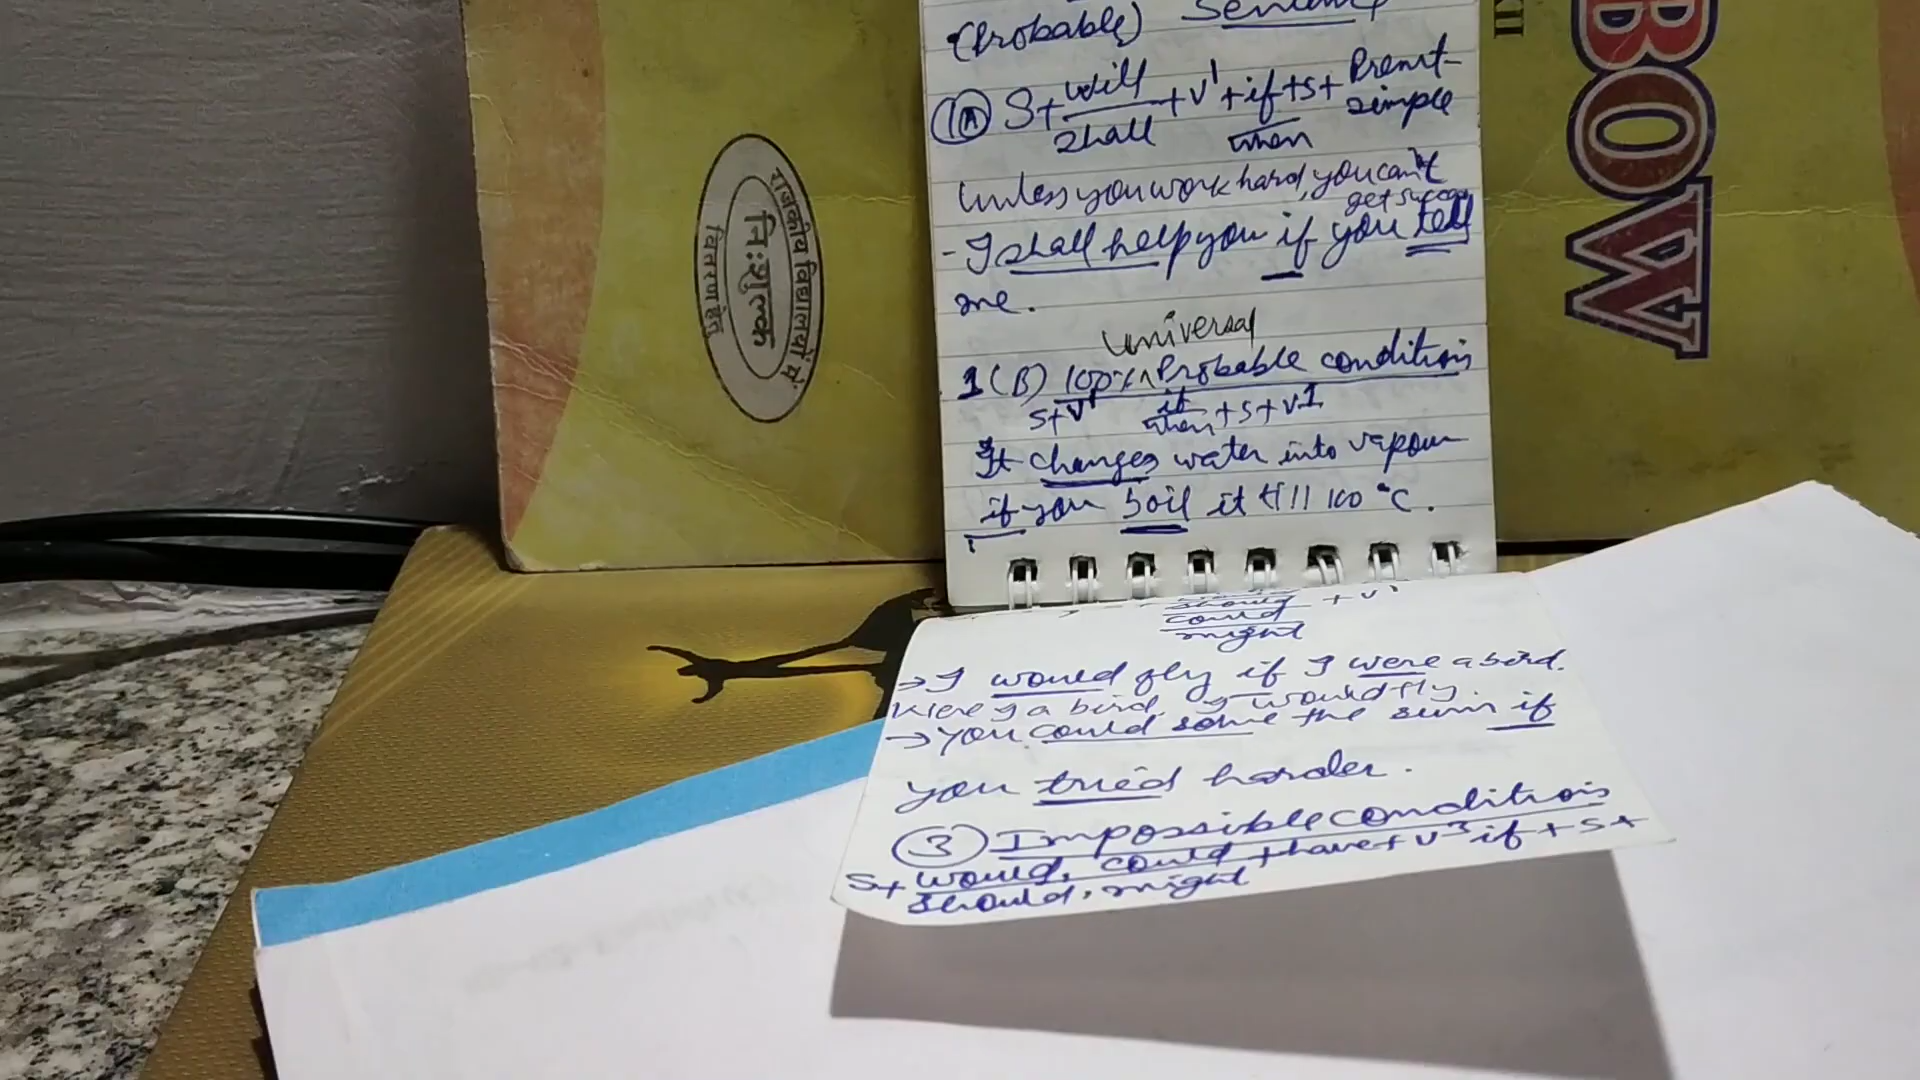 (Probable) Sentence
1(A) S+ will/shall + V¹ + if/when + S + Present simple
Unless you work hard, you can't
get success
- I shall help you if you tell
me.
universal
1 (B) 100% ^ Probable conditions
S+V¹ if/when + S + V1
It changes water into vapour
if you boil it till 100°C.
should
could + V¹
might
→ I would fly if I were a bird.
Were I a bird, I would fly.
→ You could solve the sums if
you tried harder.
(3) Impossible conditions
S+ would, could + have + V³ if + S +
should, might
BOW
XII
राजकीय विद्यालयों में
नि:शुल्क
वितरण हेतु